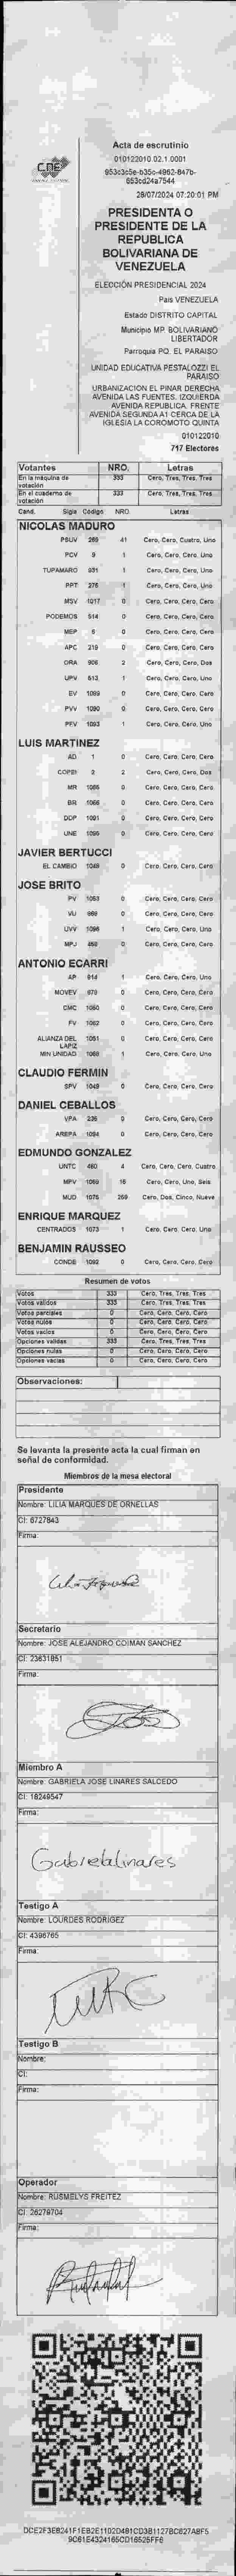 CNE
Acta de escrutinio
010122010.02.1.0001
28/07/2024 07:20:01 PM
PRESIDENTA O
PRESIDENTE DE LA
REPUBLICA
BOLIVARIANA DE
VENEZUELA
ELECCIÓN PRESIDENCIAL 2024
País VENEZUELA
Estado DISTRITO CAPITAL
Municipio MP. BOLIVARIANO
LIBERTADOR
Parroquia PQ. EL PARAISO
UNIDAD EDUCATIVA PESTALOZZI EL
PARAISO
URBANIZACION EL PINAR DERECHA
AVENIDA LAS FUENTES. IZQUIERDA
AVENIDA REPUBLICA. FRENTE
AVENIDA SEGUNDA A1 CERCA DE LA
IGLESIA LA COROMOTO QUINTA
010122010
717 Electores
Votantes NRO. Letras
En la máquina de votación 333 Cero, Tres, Tres, Tres
En el cuaderno de votación 333 Cero, Tres, Tres, Tres
Cand. Sigla Código NRO. Letras
NICOLAS MADURO
PSUV 41 Cero, Cero, Cuatro, Uno
PCV 9 1 Cero, Cero, Cero, Uno
TUPAMARO 1 Cero, Cero, Cero, Uno
PPT 1 Cero, Cero, Cero, Uno
MSV 1017 0 Cero, Cero, Cero, Cero
PODEMOS 514 0 Cero, Cero, Cero, Cero
MEP 0 Cero, Cero, Cero, Cero
APC 219 0 Cero, Cero, Cero, Cero
ORA 906 2 Cero, Cero, Cero, Dos
UPV 513 1 Cero, Cero, Cero, Uno
EV 1089 0 Cero, Cero, Cero, Cero
PVV 1090 0 Cero, Cero, Cero, Cero
PFV 1093 1 Cero, Cero, Cero, Uno
LUIS MARTINEZ
AD 1 0 Cero, Cero, Cero, Cero
COPEI 2 2 Cero, Cero, Cero, Dos
MR 0 Cero, Cero, Cero, Cero
BR 1066 0 Cero, Cero, Cero, Cero
DDP 1091 0 Cero, Cero, Cero, Cero
UNE 1095 0 Cero, Cero, Cero, Cero
JAVIER BERTUCCI
EL CAMBIO 1048 0 Cero, Cero, Cero, Cero
JOSE BRITO
PV 1053 0 Cero, Cero, Cero, Cero
VU 969 0 Cero, Cero, Cero, Cero
UVV 1096 1 Cero, Cero, Cero, Uno
MPJ 0 Cero, Cero, Cero, Cero
ANTONIO ECARRI
AP 914 1 Cero, Cero, Cero, Uno
MOVEV 979 0 Cero, Cero, Cero, Cero
CMC 1060 0 Cero, Cero, Cero, Cero
FV 1062 0 Cero, Cero, Cero, Cero
ALIANZA DEL LAPIZ 1051 0 Cero, Cero, Cero, Cero
MIN UNIDAD 1068 1 Cero, Cero, Cero, Uno
CLAUDIO FERMIN
SPV 1049 0 Cero, Cero, Cero, Cero
DANIEL CEBALLOS
VPA 236 0 Cero, Cero, Cero, Cero
AREPA 1094 0 Cero, Cero, Cero, Cero
EDMUNDO GONZALEZ
UNTC 460 4 Cero, Cero, Cero, Cuatro
MPV 1059 16 Cero, Cero, Uno, Seis
MUD 1075 259 Cero, Dos, Cinco, Nueve
ENRIQUE MARQUEZ
CENTRADOS 1073 1 Cero, Cero, Cero, Uno
BENJAMIN RAUSSEO
CONDE 1092 0 Cero, Cero, Cero, Cero
Resumen de votos
Votos 333 Cero, Tres, Tres, Tres
Votos válidos 333 Cero, Tres, Tres, Tres
Votos parciales 0 Cero, Cero, Cero, Cero
Votos nulos 0 Cero, Cero, Cero, Cero
Votos vacíos 0 Cero, Cero, Cero, Cero
Opciones validas 333 Cero, Tres, Tres, Tres
Opciones nulas 0 Cero, Cero, Cero, Cero
Opciones vacías 0 Cero, Cero, Cero, Cero
Observaciones:
Se levanta la presente acta la cual firman en
señal de conformidad.
Miembros de la mesa electoral
Presidente
Nombre: LILIA MARQUES DE ORNELLAS
CI: 6727843
Firma:
Secretario
Nombre: JOSE ALEJANDRO COIMAN SANCHEZ
CI: 23631851
Firma:
Miembro A
Nombre: GABRIELA JOSE LINARES SALCEDO
CI: 18249547
Firma:
Gabriela linares
Testigo A
Nombre: LOURDES RODRIGEZ
CI: 4396765
Firma:
Testigo B
Nombre:
CI:
Firma:
Operador
Nombre: RUSMELYS FREITEZ
CI: 26279704
Firma: